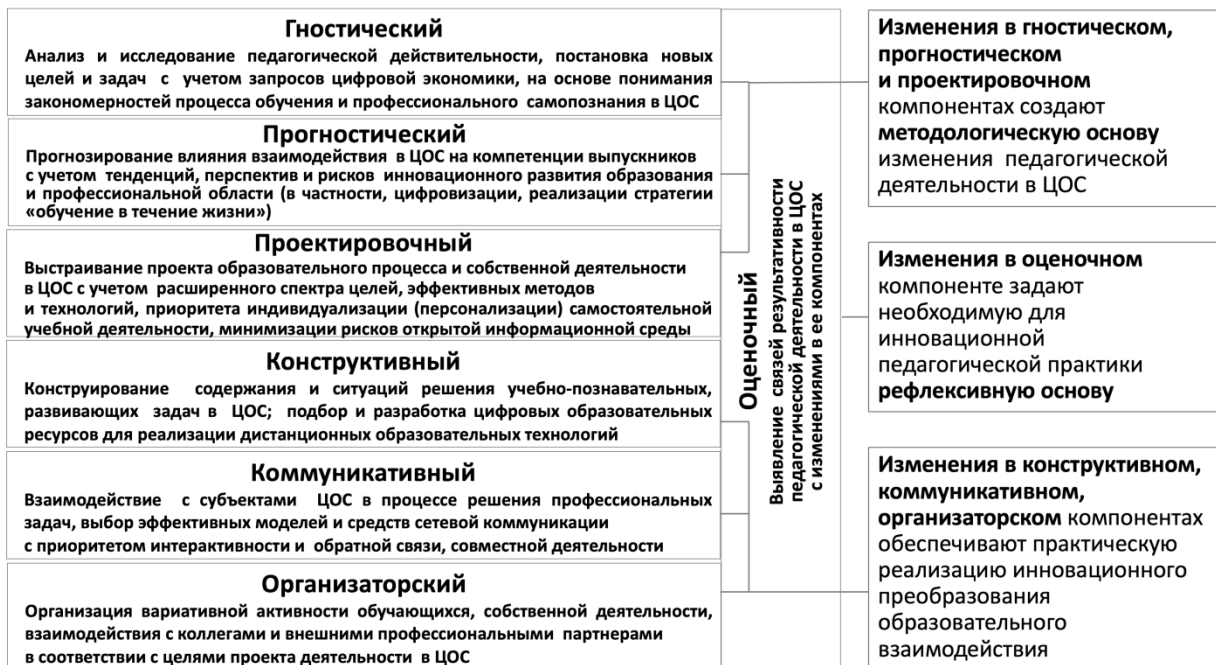 Гностический
Анализ и исследование педагогической действительности, постановка новых
целей и задач с учетом запросов цифровой экономики, на основе понимания
закономерностей процесса обучения и профессионального самопознания в ЦОС
Прогностический
Прогнозирование влияния взаимодействия в ЦОС на компетенции выпускников
с учетом тенденций, перспектив и рисков инновационного развития образования
и профессиональной области (в частности, цифровизации, реализации стратегии
«обучение в течение жизни»)
Проектировочный
Выстраивание проекта образовательного процесса и собственной деятельности
в ЦОС с учетом расширенного спектра целей, эффективных методов
и технологий, приоритета индивидуализации (персонализации) самостоятельной
учебной деятельности, минимизации рисков открытой информационной среды
Конструктивный
Конструирование содержания и ситуаций решения учебно-познавательных,
развивающих задач в ЦОС; подбор и разработка цифровых образовательных
ресурсов для реализации дистанционных образовательных технологий
Коммуникативный
Взаимодействие с субъектами ЦОС в процессе решения профессиональных
задач, выбор эффективных моделей и средств сетевой коммуникации
с приоритетом интерактивности и обратной связи, совместной деятельности
Организаторский
Организация вариативной активности обучающихся, собственной деятельности,
взаимодействия с коллегами и внешними профессиональными партнерами
в соответствии с целями проекта деятельности в ЦОС
Оценочный
Выявление связей результативности
педагогической деятельности в ЦОС
с изменениями в ее компонентах
Изменения в гностическом,
прогностическом
и проектировочном
компонентах создают
методологическую основу
изменения педагогической
деятельности в ЦОС
Изменения в оценочном
компоненте задают
необходимую для
инновационной
педагогической практики
рефлексивную основу
Изменения в конструктивном,
коммуникативном,
организаторском компонентах
обеспечивают практическую
реализацию инновационного
преобразования
образовательного
взаимодействия